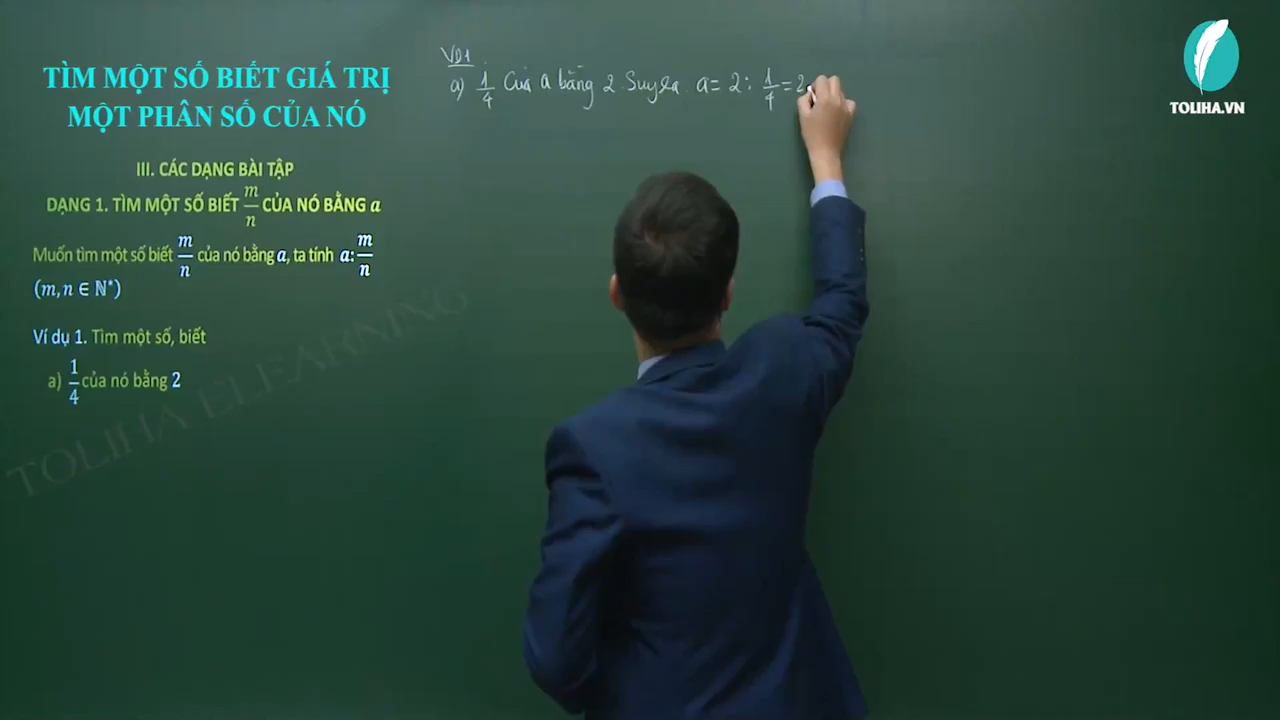 TÌM MỘT SỐ BIẾT GIÁ TRỊ
MỘT PHÂN SỐ CỦA NÓ
III. CÁC DẠNG BÀI TẬP
DẠNG 1. TÌM MỘT SỐ BIẾT m/n CỦA NÓ BẰNG a
Muốn tìm một số biết m/n của nó bằng a, ta tính a: m/n
(m, n ∈ ℕ*)
Ví dụ 1. Tìm một số, biết
a) 1/4 của nó bằng 2
VD1
a) 1/4 của a bằng 2. Suy ra a = 2 : 1/4 = 2
TOLIHA.VN
TOLIHA ELEARNING